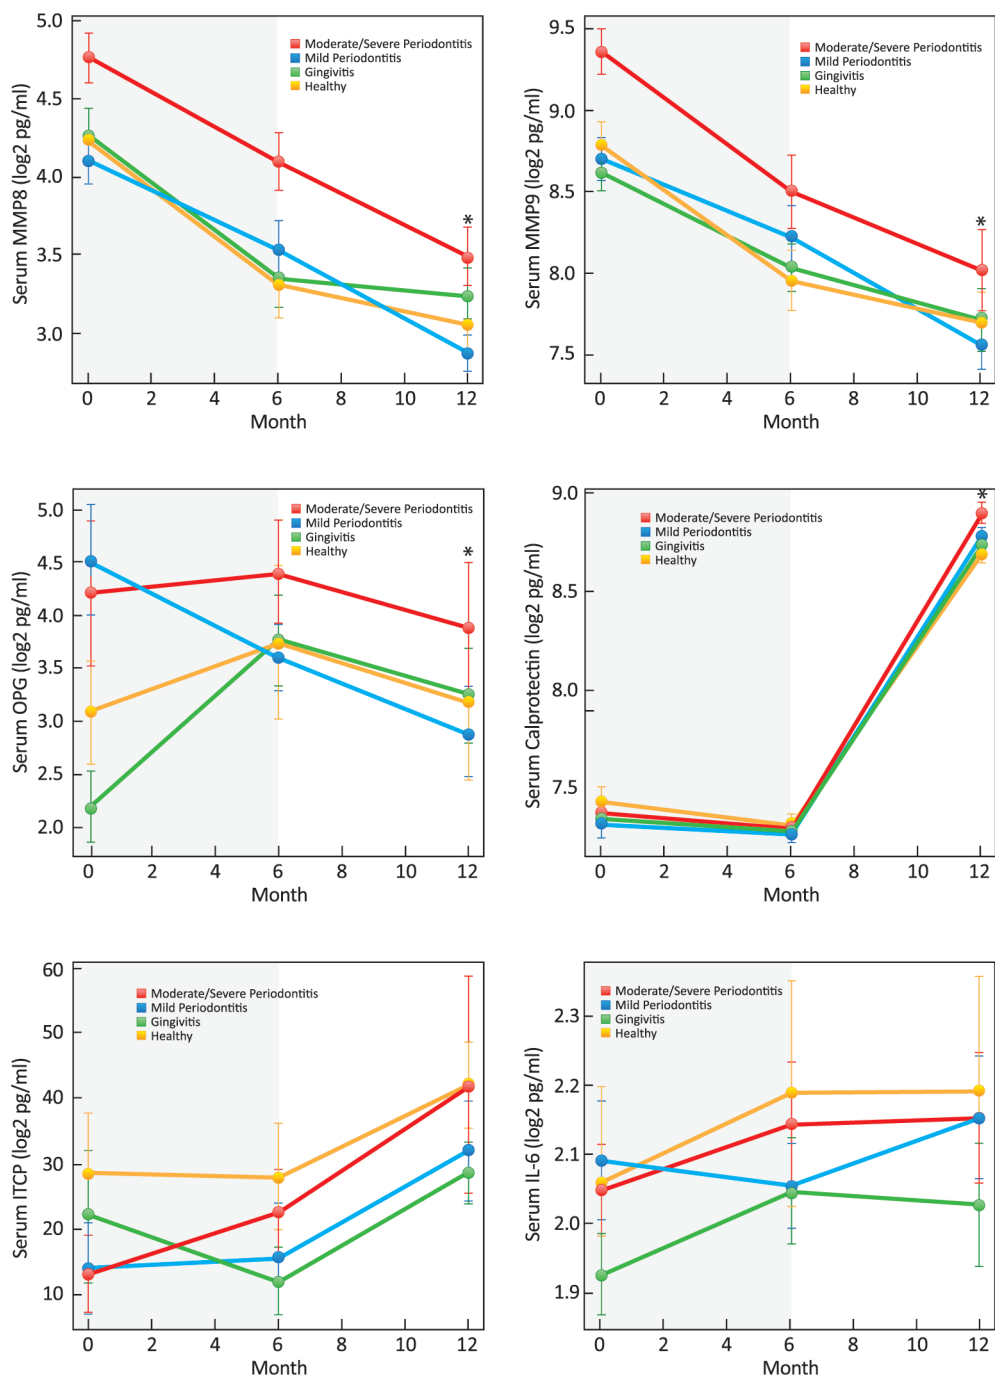 5.0
4.5
4.0
3.5
3.0
Serum MMP8 (log2 pg/ml)
Moderate/Severe Periodontitis
Mild Periodontitis
Gingivitis
Healthy
*
0 2 4 6 8 10 12
Month
9.5
9.0
8.5
8.0
7.5
Serum MMP9 (log2 pg/ml)
Moderate/Severe Periodontitis
Mild Periodontitis
Gingivitis
Healthy
*
0 2 4 6 8 10 12
Month
5.0
4.5
4.0
3.5
3.0
2.5
2.0
Serum OPG (log2 pg/ml)
Moderate/Severe Periodontitis
Mild Periodontitis
Gingivitis
Healthy
*
0 2 4 6 8 10 12
Month
9.0
8.5
8.0
7.5
Serum Calprotectin (log2 pg/ml)
Moderate/Severe Periodontitis
Mild Periodontitis
Gingivitis
Healthy
*
0 2 4 6 8 10 12
Month
60
50
40
30
20
10
Serum ITCP (log2 pg/ml)
Moderate/Severe Periodontitis
Mild Periodontitis
Gingivitis
Healthy
0 2 4 6 8 10 12
Month
2.3
2.2
2.1
2.0
1.9
Serum IL-6 (log2 pg/ml)
Moderate/Severe Periodontitis
Mild Periodontitis
Gingivitis
Healthy
0 2 4 6 8 10 12
Month